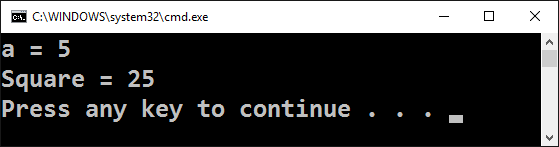 C:\WINDOWS\system32\cmd.exe
a = 5
Square = 25
Press any key to continue . . .